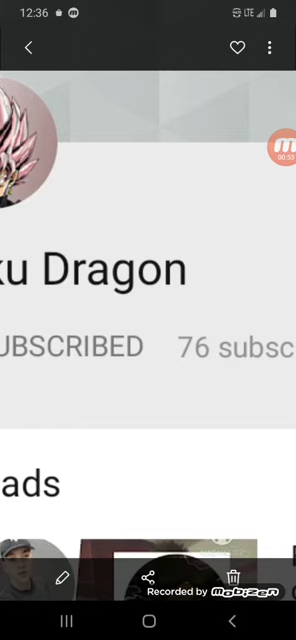 12:36
LTE
00:53
ku Dragon
UBSCRIBED 76 subsc
ads
Recorded by mobizen